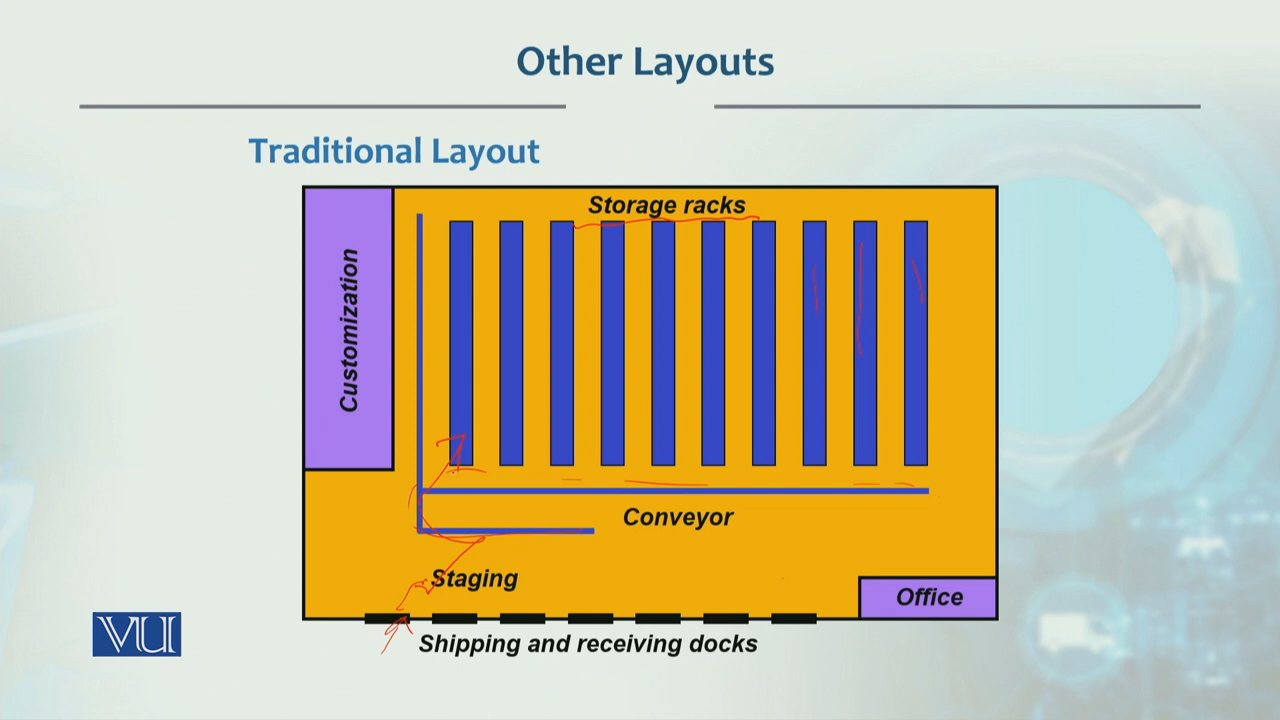 Other Layouts
Traditional Layout
Storage racks
Customization
Conveyor
Staging
Office
Shipping and receiving docks
VU